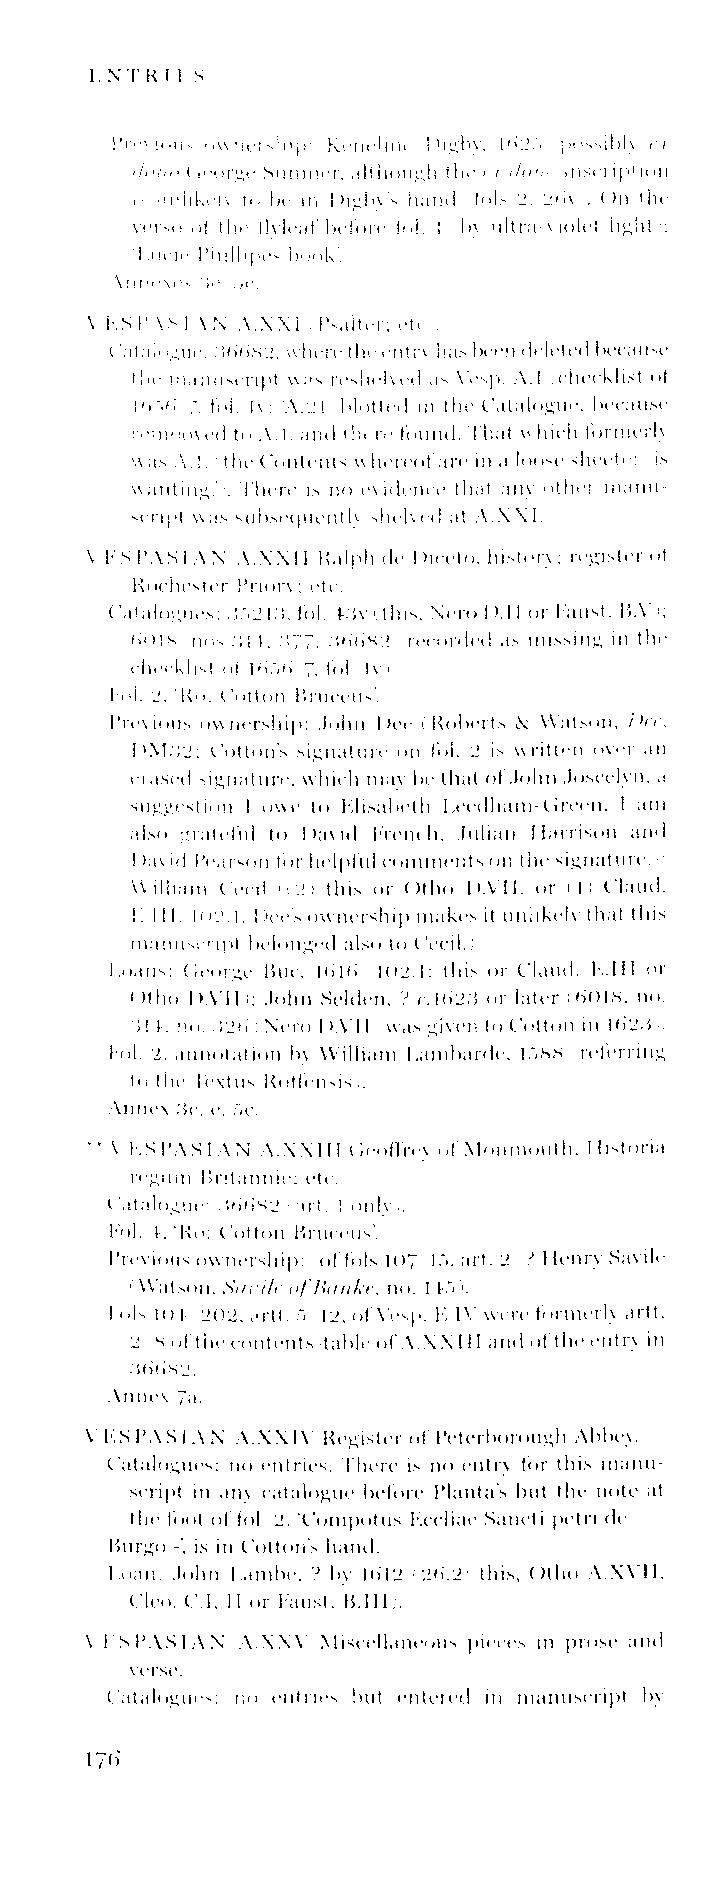 ENTRIES
Previous ownership: Kenelme Digby, 1625 (possibly ex
dono George Sumner, although the ex dono inscription
is unlikely to be in Digby's hand) (fols 2, 26v). On the
verso of the flyleaf before fol. 1 (by ultra-violet light):
'Lucie Phillipes book'.
Annexes 3e, 5e.
VESPASIAN A.XXI (Psalter; etc.).
Catalogue: 36682, where the entry has been deleted because
the manuscript was reshelved as Vesp. A.I (checklist of
1656–7, fol. 1v: 'A.21. blotted in the Catalogue, because
remooved to A.1. and there found. That which formerly
was A.1. (the Contents whereof are in a loose sheete) is
wanting.'). There is no evidence that any other manu-
script was subsequently shelved at A.XXI.
VESPASIAN A.XXII Ralph de Diceto, history; register of
Rochester Priory; etc.
Catalogues: 35213, fol. 43v (this, Nero D.II or Faust. B.V);
6018, nos 314, 377; 36682 (recorded as missing in the
checklist of 1656–7, fol. 1v).
Fol. 2, 'Ro. Cotton Bruceus'.
Previous ownership: John Dee (Roberts & Watson, Dee,
DM32; Cotton's signature on fol. 2 is written over an
erased signature, which may be that of John Joscelyn, a
suggestion I owe to Elisabeth Leedham-Green. I am
also grateful to David French, Julian Harrison and
David Pearson for helpful comments on the signature.);
William Cecil (?) (this or Otho D.VII, or (?) Claud.
E.III, 102.1. Dee's ownership makes it unlikely that this
manuscript belonged also to Cecil.)
Loans: George Buc, 1616 (102.1: this or Claud. E.III or
Otho D.VII); John Selden, ? c.1623 or later (6018, no.
314, no. 326 (Nero D.VII) was given to Cotton in 1623).
Fol. 2, annotation by William Lambarde, 1588 (referring
to the Textus Roffensis).
Annex 3c, e, 5c.
** VESPASIAN A.XXIII Geoffrey of Monmouth, Historia
regum Britannie; etc.
Catalogue: 36682 (art. 1 only).
Fol. 4, 'Ro: Cotton Bruceus'.
Previous ownership: (of fols 107–15, art. 2) ? Henry Savile
(Watson, Savile of Banke, no. 145).
Fols 104–202, artt. 5–12, of Vesp. E.IV were formerly artt.
2–8 of the contents-table of A.XXIII and of the entry in
36682.
Annex 7a.
VESPASIAN A.XXIV Register of Peterborough Abbey.
Catalogues: no entries. There is no entry for this manu-
script in any catalogue before Planta's but the note at
the foot of fol. 2, 'Compotus Eccliae Sancti petri de
Burgo -', is in Cotton's hand.
Loan: John Lambe, ? by 1612 (26.2: this, Otho A.XVII,
Cleo. C.I, II or Faust. B.III).
VESPASIAN A.XXV Miscellaneous pieces in prose and
verse.
Catalogues: no entries but entered in manuscript by
176